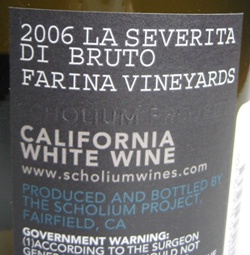 2006 LA SEVERITA
DI BRUTO
FARINA VINEYARDS
SCHOLIUM
CALIFORNIA
WHITE WINE
www.scholiumwines.com
PRODUCED AND BOTTLED BY
THE SCHOLIUM PROJECT,
FAIRFIELD, CA
GOVERNMENT WARNING:
(1)ACCORDING TO THE SURGEON